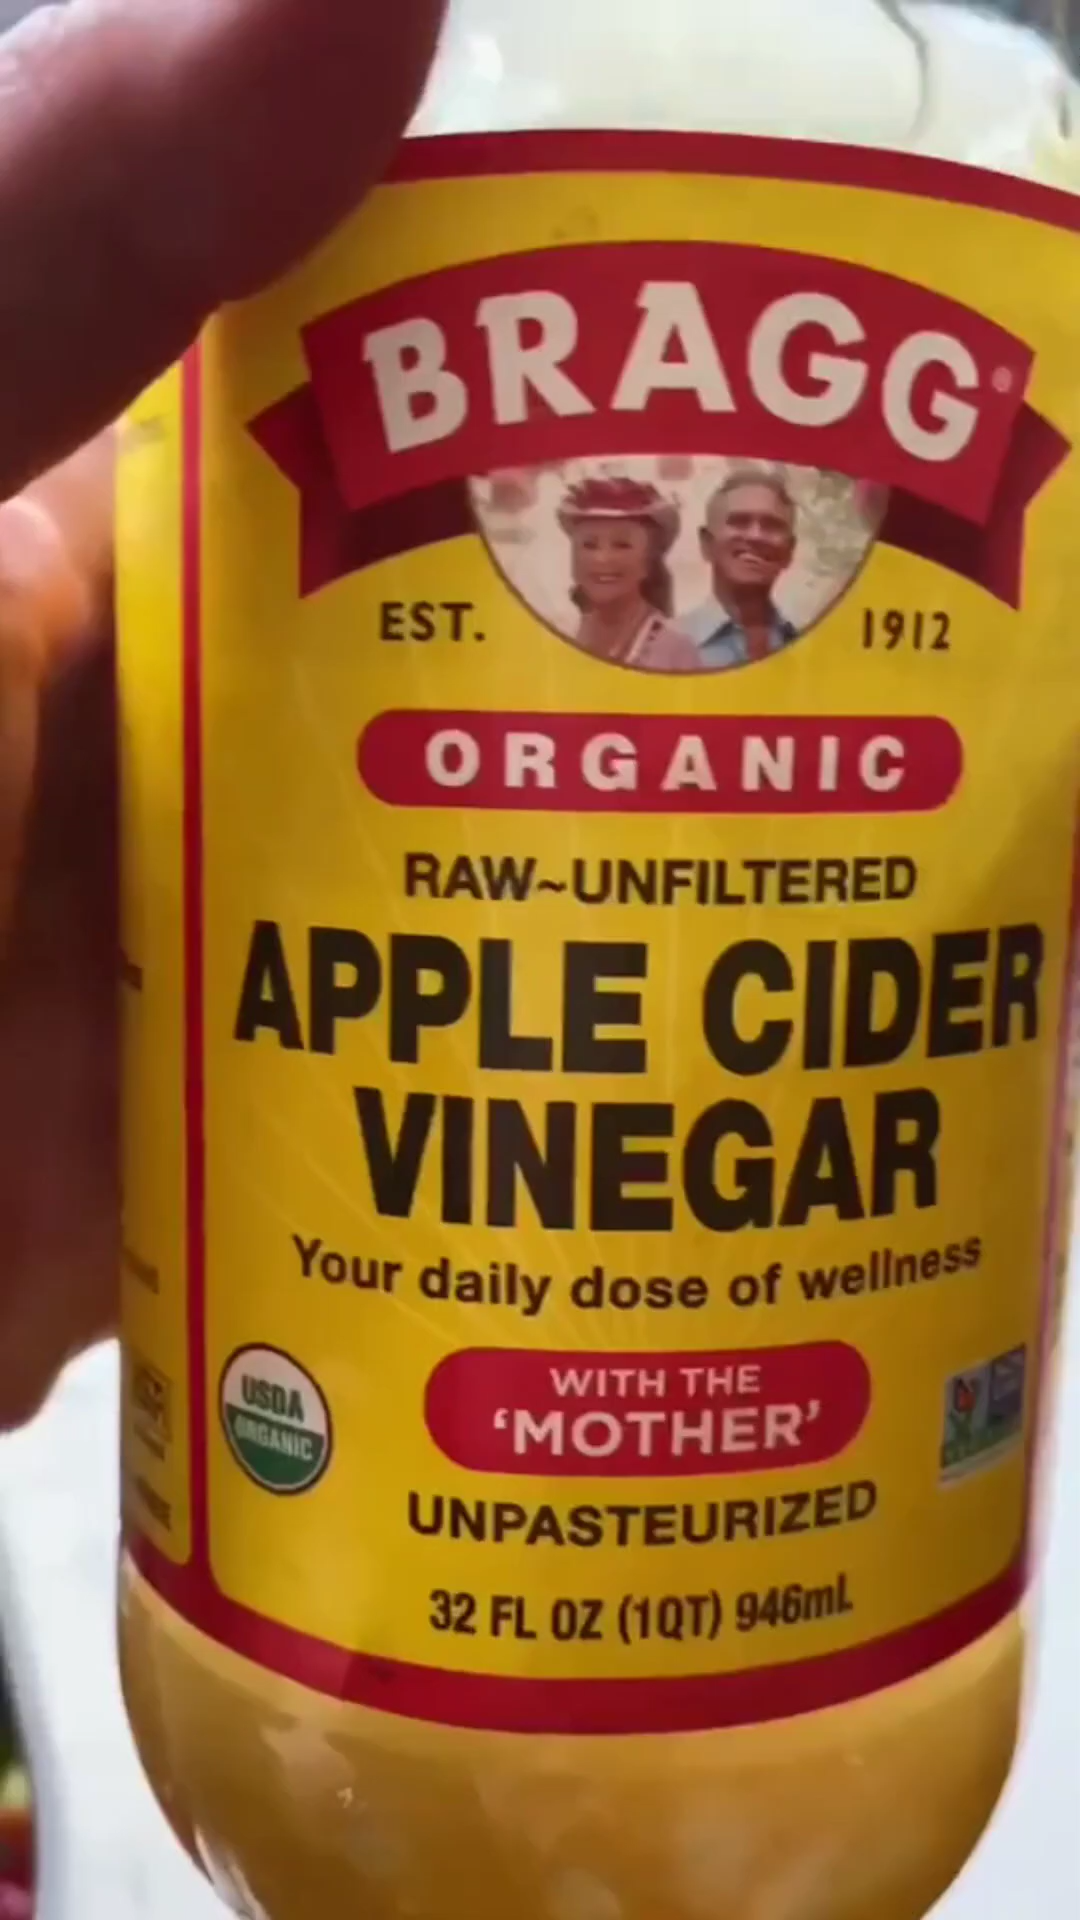 BRAGG®
EST. 1912
ORGANIC
RAW~UNFILTERED
APPLE CIDER
VINEGAR
Your daily dose of wellness
USDA
ORGANIC
WITH THE
‘MOTHER’
UNPASTEURIZED
32 FL OZ (1QT) 946mL